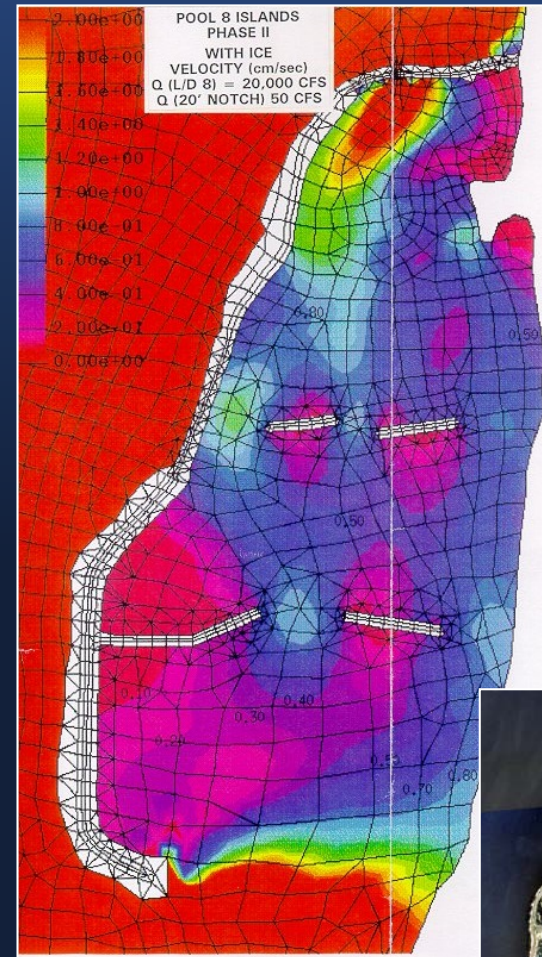 POOL 8 ISLANDS
PHASE II
WITH ICE
VELOCITY (cm/sec)
Q (L/D 8) = 20,000 CFS
Q (20' NOTCH) 50 CFS
2.00e+00
1.80e+00
1.60e+00
1.40e+00
1.20e+00
1.00e+00
8.00e-01
6.00e-01
4.00e-01
2.00e-01
0.00e+00
0.80
0.50
0.50
0.10
0.40
0.30
0.20
0.80
0.70